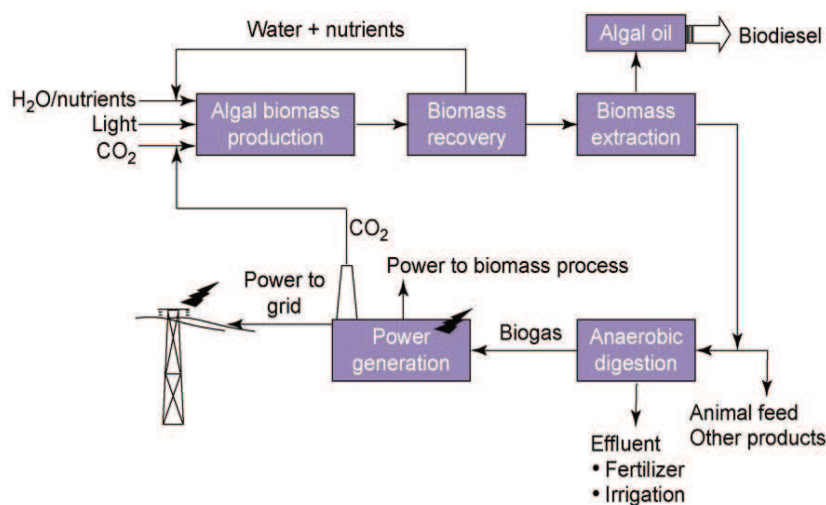 Water + nutrients
Algal oil
Biodiesel
H₂O/nutrients
Light
CO₂
Algal biomass
production
Biomass
recovery
Biomass
extraction
CO₂
Power to
grid
Power to biomass process
Power
generation
Biogas
Anaerobic
digestion
Animal feed
Other products
Effluent
• Fertilizer
• Irrigation